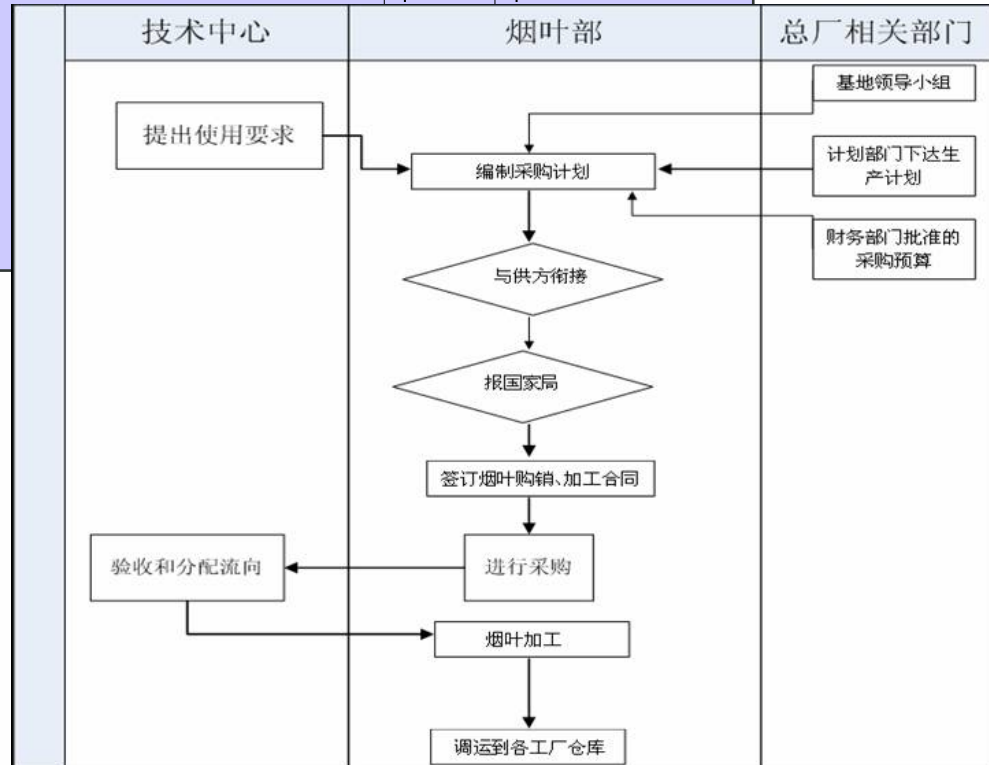 技术中心
烟叶部
总厂相关部门
基地领导小组
提出使用要求
计划部门下达生
产计划
编制采购计划
财务部门批准的
采购预算
与供方衔接
报国家局
签订烟叶购销、加工合同
验收和分配流向
进行采购
烟叶加工
调运到各工厂仓库